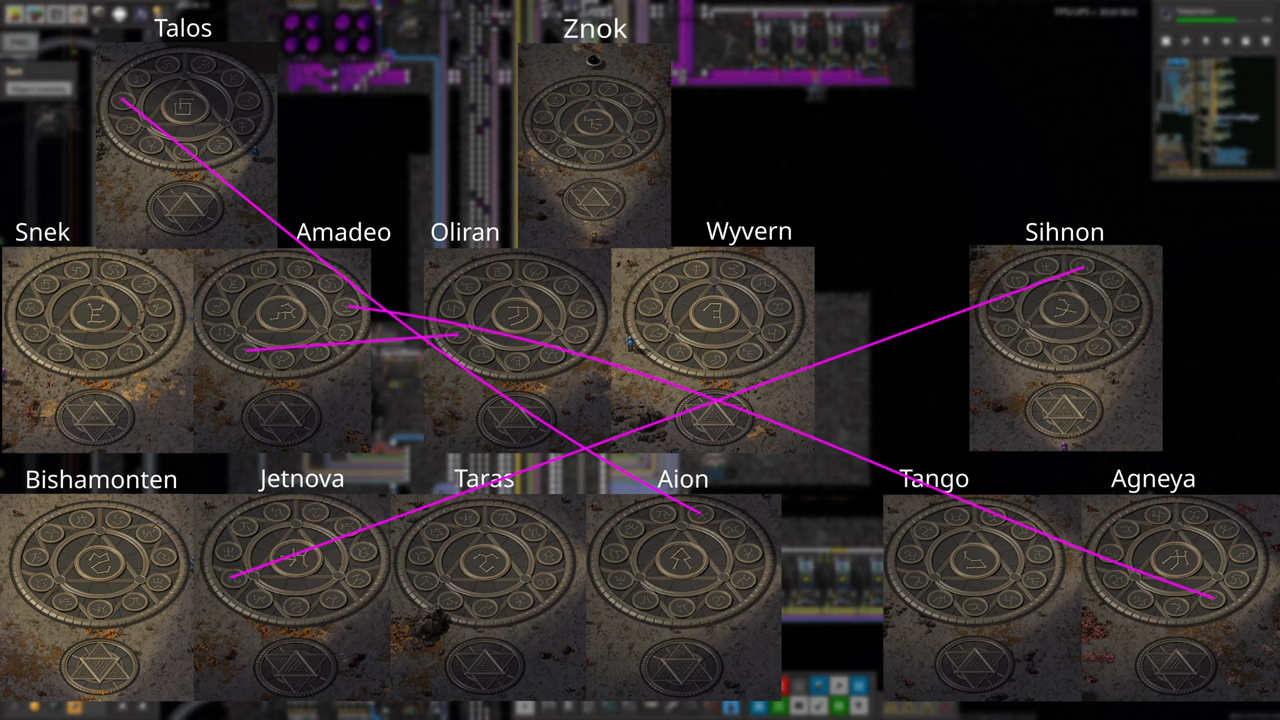 Talos
Znok
Snek
Amadeo
Oliran
Wyvern
Sihnon
Bishamonten
Jetnova
Taras
Aion
Tango
Agneya